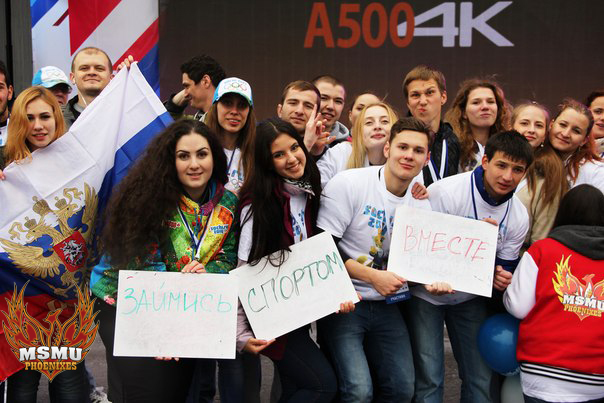 A500 4K
ЗАЙМИСЬ
СПОРТОМ
ВМЕСТЕ
MSMU
PHOENIXES
MSMU
PHOENIXES